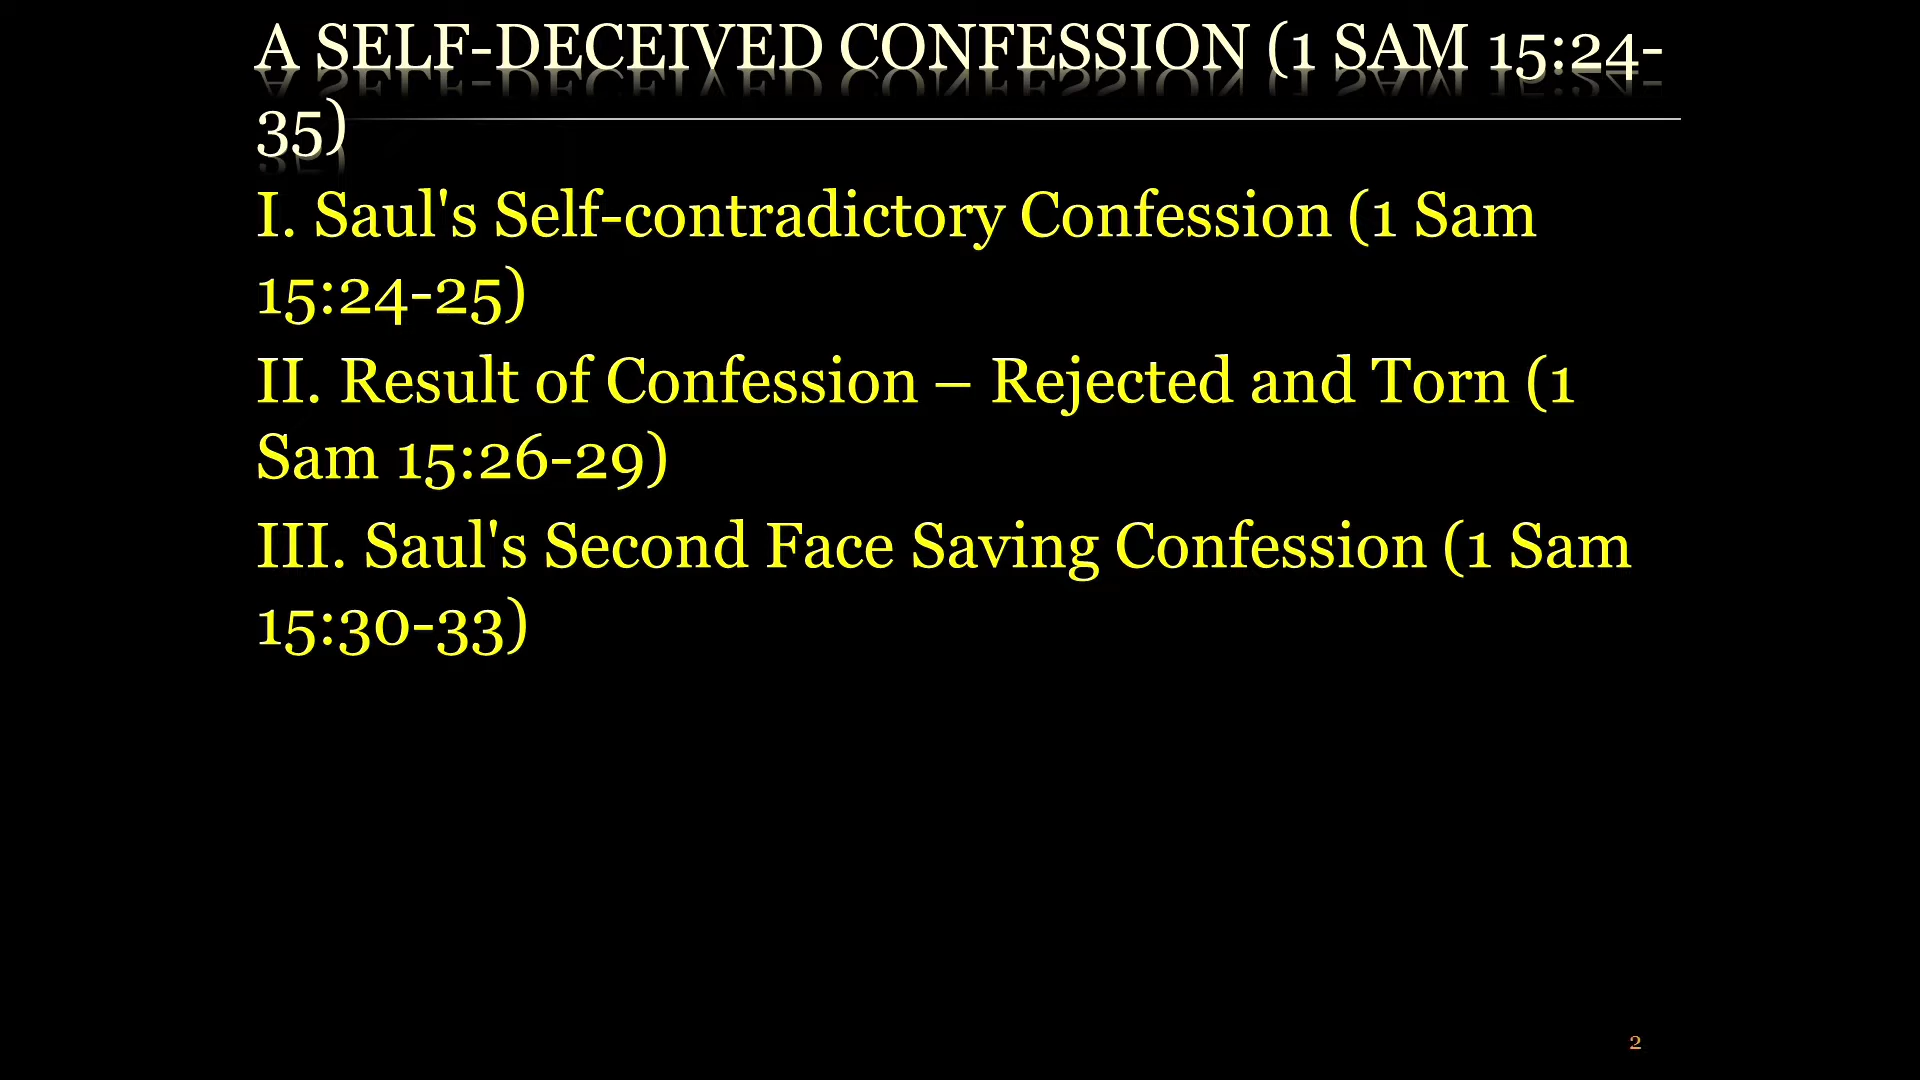 A SELF-DECEIVED CONFESSION (1 SAM 15:24-
35)
I. Saul's Self-contradictory Confession (1 Sam
15:24-25)
II. Result of Confession – Rejected and Torn (1
Sam 15:26-29)
III. Saul's Second Face Saving Confession (1 Sam
15:30-33)
2